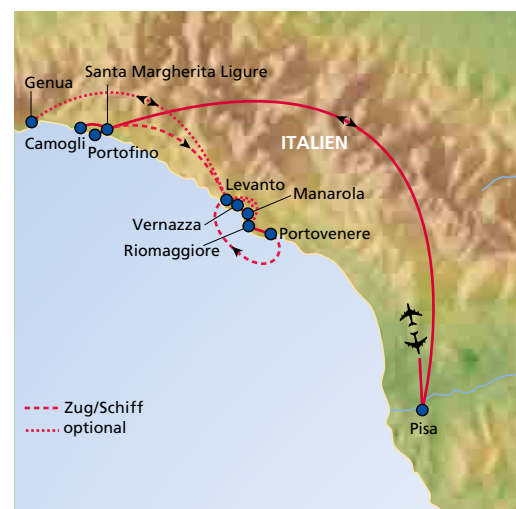 Santa Margherita Ligure
Genua
Camogli
Portofino
ITALIEN
Levanto
Manarola
Vernazza
Portovenere
Riomaggiore
Zug/Schiff
optional
Pisa